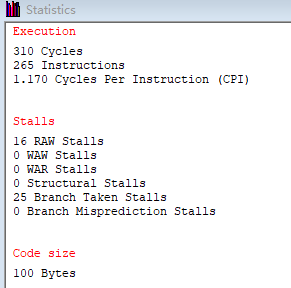 Statistics
Execution
310 Cycles
265 Instructions
1.170 Cycles Per Instruction (CPI)
Stalls
16 RAW Stalls
0 WAW Stalls
0 WAR Stalls
0 Structural Stalls
25 Branch Taken Stalls
0 Branch Misprediction Stalls
Code size
100 Bytes